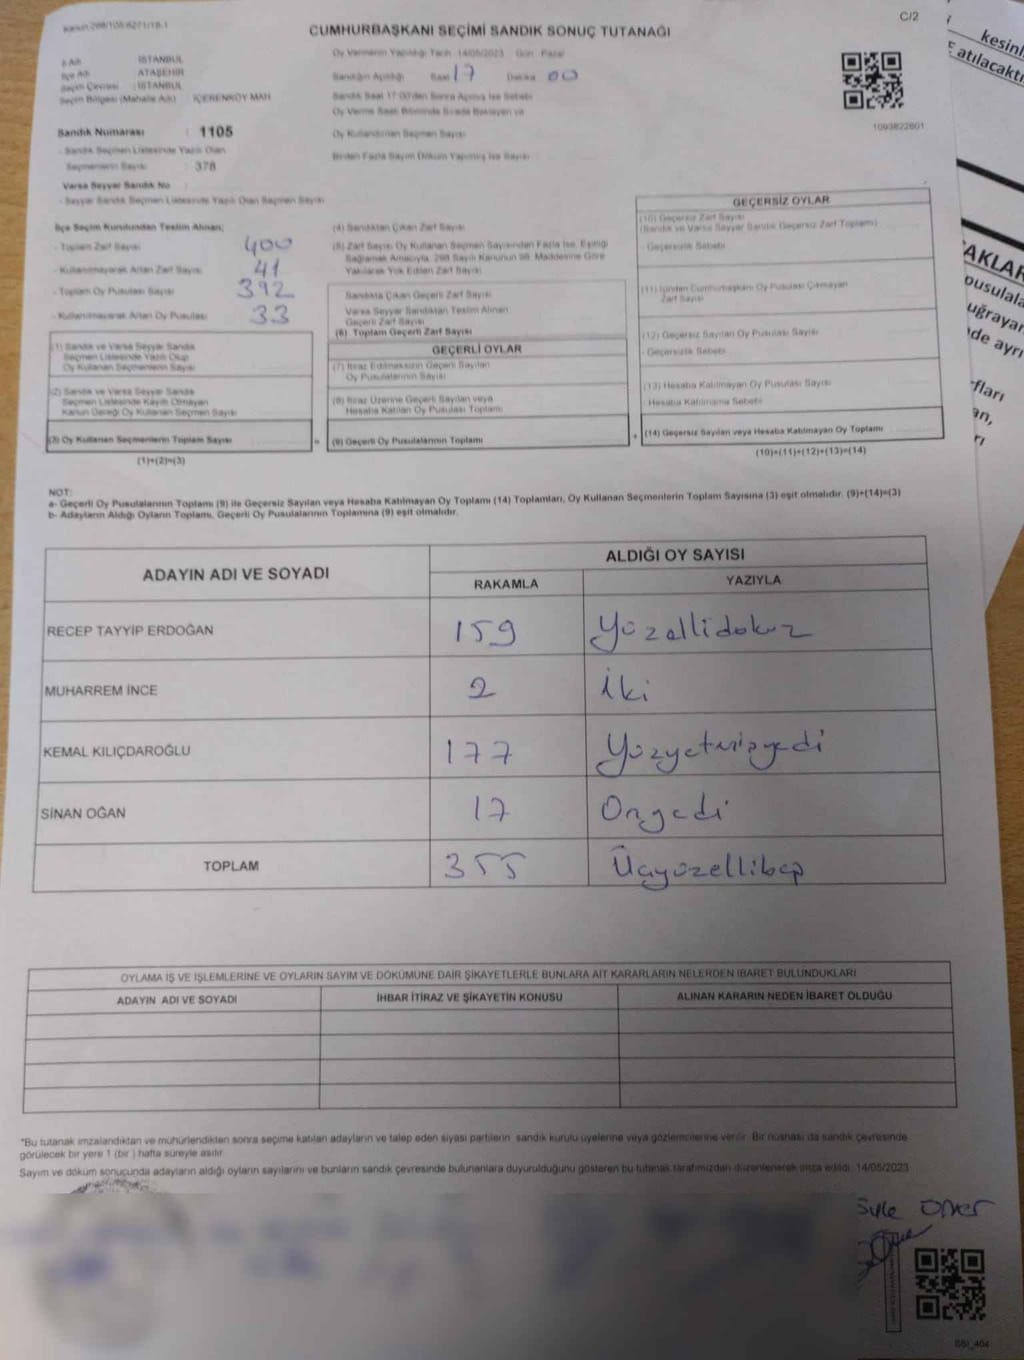 Kanun:298/105/6271/18.1
C/2
CUMHURBAŞKANI SEÇİMİ SANDIK SONUÇ TUTANAĞI
İl Adı : İSTANBUL
İlçe Adı : ATAŞEHİR
Seçim Çevresi : İSTANBUL
Seçim Bölgesi (Mahalle Adı) : İÇERENKÖY MAH
Sandık Numarası : 1105
- Sandık Seçmen Listesinde Yazılı Olan
Seçmenlerin Sayısı : 378
Varsa Seyyar Sandık No :
- Seyyar Sandık Seçmen Listesinde Yazılı Olan Seçmen Sayısı
Oy Vermenin Yapıldığı Tarih 14/05/2023 Gün Pazar
Sandığın Açıldığı Saat 17 Dakika 00
Sandık Saat 17:00'den Sonra Açılmış İse Sebebi
Oy Verme Saati Bitiminde Sırada Bekleyen ve
Oy Kullandırılan Seçmen Sayısı
Birden Fazla Sayım Döküm Yapılmış İse Sayısı
1093822601
İlçe Seçim Kurulundan Teslim Alınan;
- Toplam Zarf Sayısı 400
- Kullanılmayarak Artan Zarf Sayısı 41
- Toplam Oy Pusulası Sayısı 392
- Kullanılmayarak Artan Oy Pusulası 33
(1) Sandık ve Varsa Seyyar Sandık
Seçmen Listesinde Yazılı Olup
Oy Kullanan Seçmenlerin Sayısı
(2) Sandık ve Varsa Seyyar Sandık
Seçmen Listesinde Kayıtlı Olmayan
Kanun Gereği Oy Kullanan Seçmen Sayısı
(3) Oy Kullanan Seçmenlerin Toplam Sayısı
(1)+(2)=(3)
=
(4) Sandıktan Çıkan Zarf Sayısı
(5) Zarf Sayısı Oy Kullanan Seçmen Sayısından Fazla İse, Eşitliği
Sağlamak Amacıyla, 298 Sayılı Kanunun 98. Maddesine Göre
Yakılarak Yok Edilen Zarf Sayısı
Sandıkta Çıkan Geçerli Zarf Sayısı
Varsa Seyyar Sandıktan Teslim Alınan
Geçerli Zarf Sayısı
(6) Toplam Geçerli Zarf Sayısı
GEÇERLİ OYLAR
(7) İtiraz Edilmeksizin Geçerli Sayılan
Oy Pusulalarının Sayısı
(8) İtiraz Üzerine Geçerli Sayılan veya
Hesaba Katılan Oy Pusulası Toplamı
(9) Geçerli Oy Pusulalarının Toplamı
+
GEÇERSİZ OYLAR
(10) Geçersiz Zarf Sayısı
(Sandık ve Varsa Seyyar Sandık Geçersiz Zarf Toplamı)
- Geçersizlik Sebebi
(11) İçinden Cumhurbaşkanı Oy Pusulası Çıkmayan
Zarf Sayısı
(12) Geçersiz Sayılan Oy Pusulası Sayısı
- Geçersizlik Sebebi
(13) Hesaba Katılmayan Oy Pusulası Sayısı
- Hesaba Katılmama Sebebi
(14) Geçersiz Sayılan veya Hesaba Katılmayan Oy Toplamı
(10)+(11)+(12)+(13)=(14)
NOT:
a- Geçerli Oy Pusulalarının Toplamı (9) ile Geçersiz Sayılan veya Hesaba Katılmayan Oy Toplamı (14) Toplamları, Oy Kullanan Seçmenlerin Toplam Sayısına (3) eşit olmalıdır. (9)+(14)=(3)
b- Adayların Aldığı Oyların Toplamı, Geçerli Oy Pusulalarının Toplamına (9) eşit olmalıdır.
ADAYIN ADI VE SOYADI
ALDIĞI OY SAYISI
RAKAMLA YAZIYLA
RECEP TAYYİP ERDOĞAN 159 Yüzellidokuz
MUHARREM İNCE 2 İki
KEMAL KILIÇDAROĞLU 177 Yüzyetmişyedi
SİNAN OĞAN 17 Onyedi
TOPLAM 355 Üçyüzellibeş
OYLAMA İŞ VE İŞLEMLERİNE VE OYLARIN SAYIM VE DÖKÜMÜNE DAİR ŞİKAYETLERLE BUNLARA AİT KARARLARIN NELERDEN İBARET BULUNDUKLARI
ADAYIN ADI VE SOYADI İHBAR İTİRAZ VE ŞİKAYETİN KONUSU ALINAN KARARIN NEDEN İBARET OLDUĞU
*Bu tutanak imzalandıktan ve mühürlendikten sonra seçime katılan adayların ve talep eden siyasi partilerin sandık kurulu üyelerine veya gözlemcilerine verilir. Bir nüshası da sandık çevresinde
görülecek bir yere 1 (bir) hafta süreyle asılır.
Sayım ve döküm sonucunda adayların aldığı oyların sayılarını ve bunların sandık çevresinde bulunanlara duyurulduğunu gösteren bu tutanak tarafımızdan düzenlenerek imza edildi. 14/05/2023
kesinl
E atılacaktı
AKLAR
pusulala
uğrayan
de ayrı